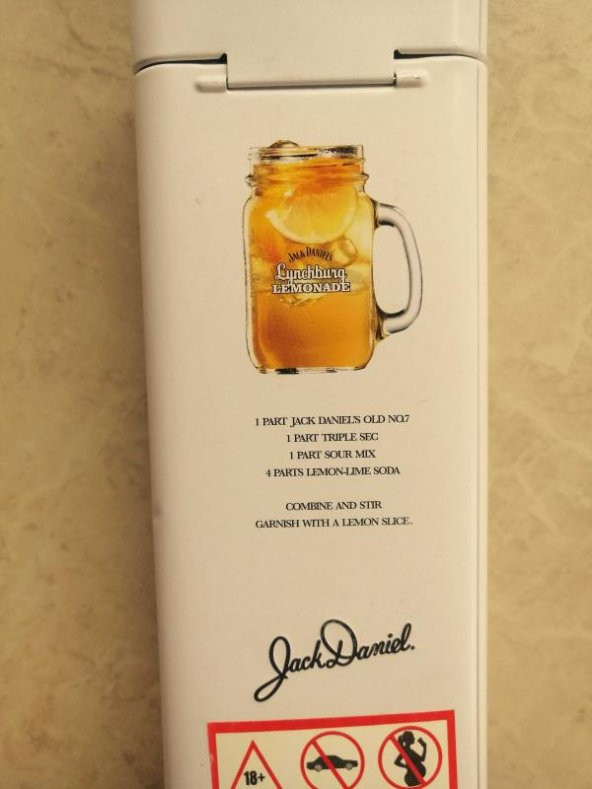 JACK DANIEL'S
Lynchburg
LEMONADE
1 PART JACK DANIEL'S OLD NO.7
1 PART TRIPLE SEC
1 PART SOUR MIX
4 PARTS LEMON-LIME SODA
COMBINE AND STIR
GARNISH WITH A LEMON SLICE.
Jack Daniel.
18+